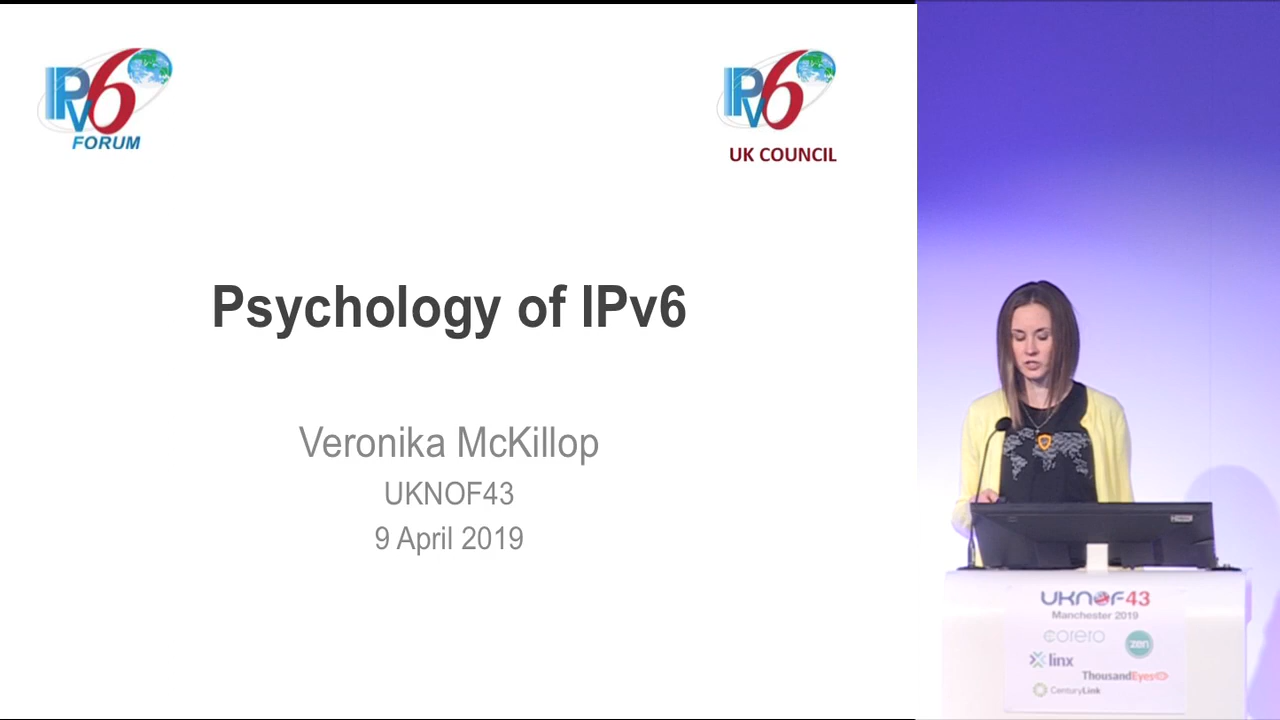 IPv6
FORUM
IPv6
UK COUNCIL
Psychology of IPv6
Veronika McKillop
UKNOF43
9 April 2019
UKNOF43
Manchester 2019
corero
zen
linx
ThousandEyes
CenturyLink